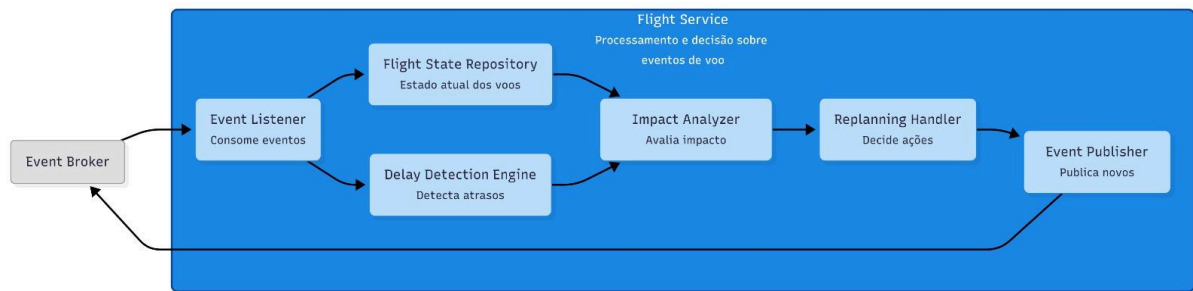 Flight Service
Processamento e decisão sobre
eventos de voo
Event Broker
Event Listener
Consome eventos
Flight State Repository
Estado atual dos voos
Delay Detection Engine
Detecta atrasos
Impact Analyzer
Avalia impacto
Replanning Handler
Decide ações
Event Publisher
Publica novos